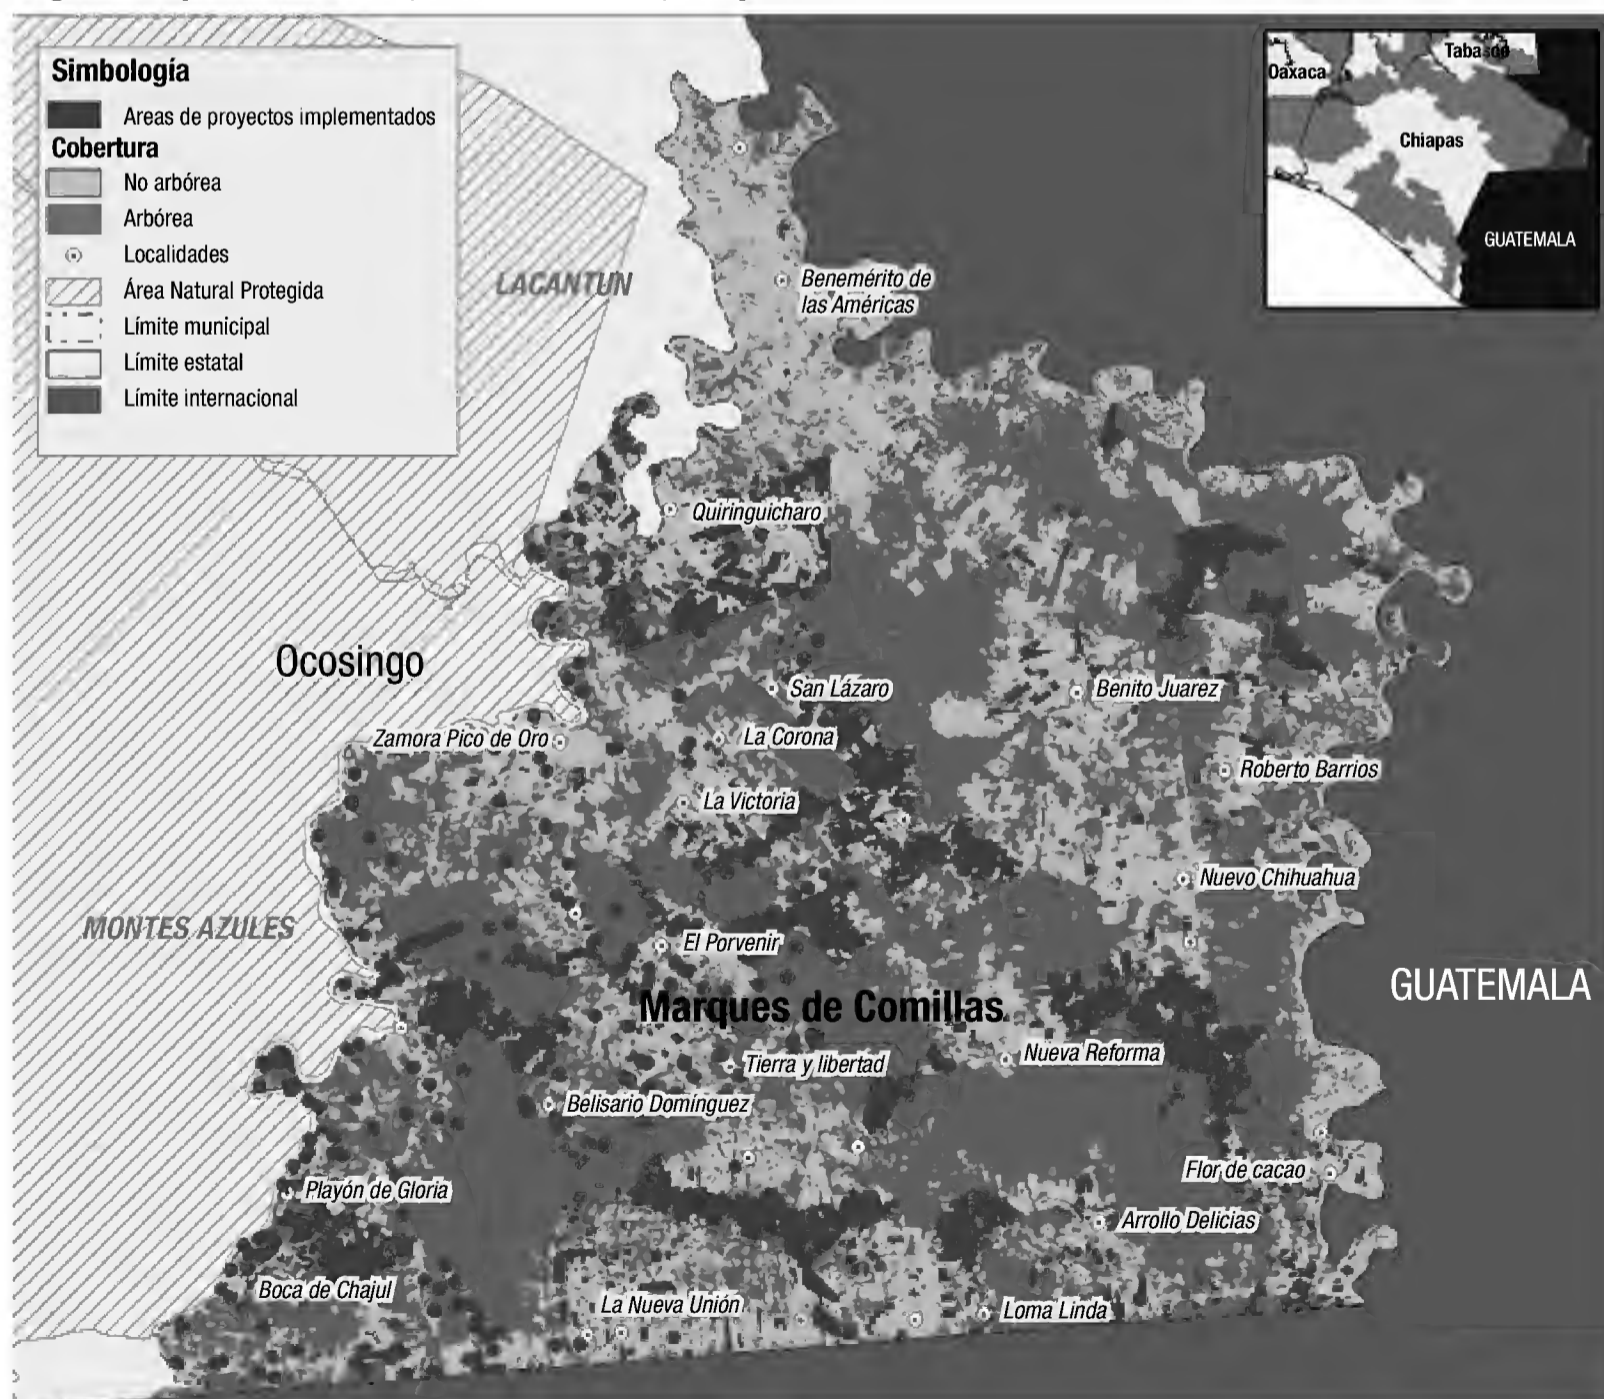 Simbología
Areas de proyectos implementados
Cobertura
No arbórea
Arbórea
Localidades
Área Natural Protegida
Límite municipal
Límite estatal
Límite internacional
Oaxaca
Tabasco
Chiapas
GUATEMALA
LACANTUN
Benemérito de
las Américas
Quiringuicharo
Ocosingo
San Lázaro
Benito Juarez
Zamora Pico de Oro
La Corona
Roberto Barrios
La Victoria
Nuevo Chihuahua
MONTES AZULES
El Porvenir
GUATEMALA
Marques de Comillas
Nueva Reforma
Tierra y libertad
Belisario Domínguez
Flor de cacao
Playón de Gloria
Arrollo Delicias
Boca de Chajul
La Nueva Unión
Loma Linda